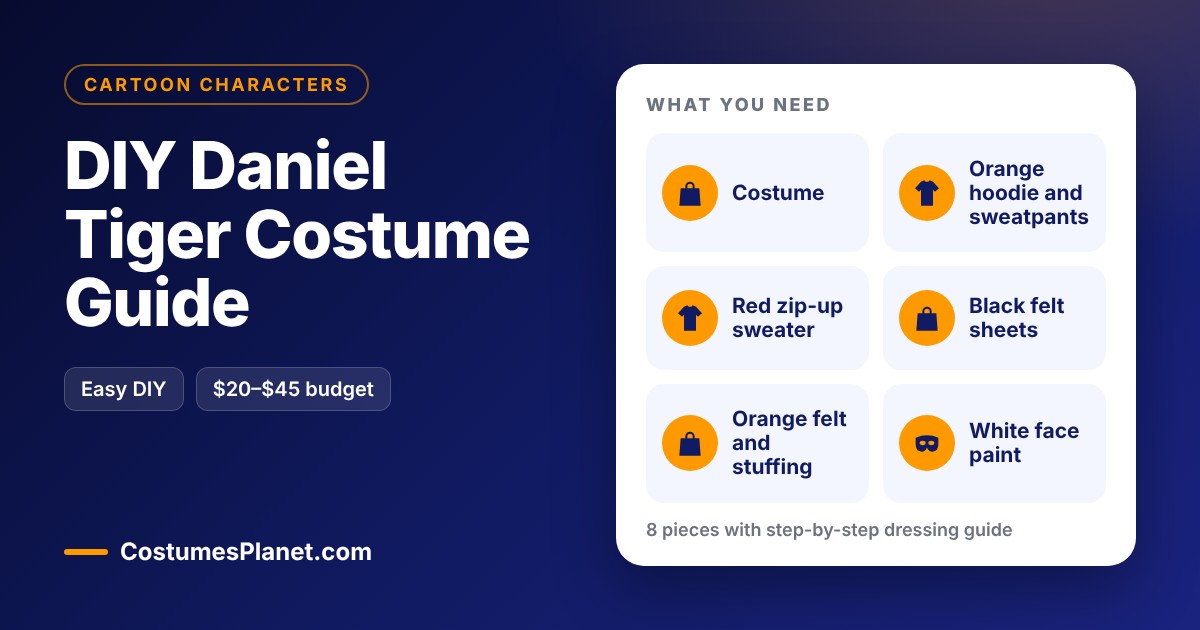 CARTOON CHARACTERS
DIY Daniel
Tiger Costume
Guide
Easy DIY
$20–$45 budget
CostumesPlanet.com
WHAT YOU NEED
Costume
Orange
hoodie and
sweatpants
Red zip-up
sweater
Black felt
sheets
Orange felt
and
stuffing
White face
paint
8 pieces with step-by-step dressing guide